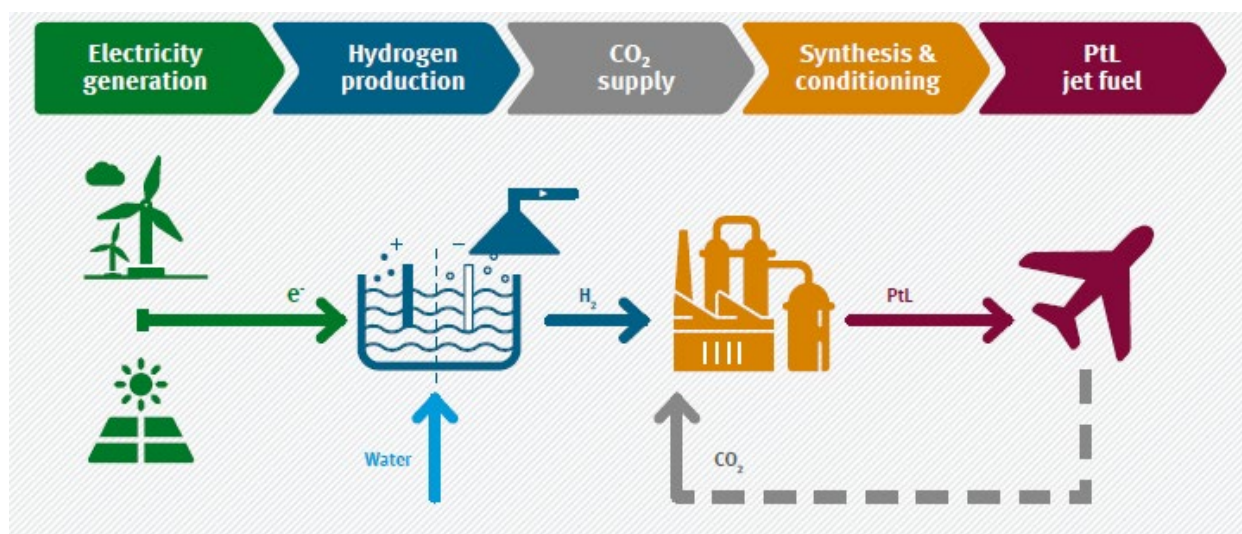 Electricity
generation
Hydrogen
production
CO₂
supply
Synthesis &
conditioning
PtL
jet fuel
+
−
e⁻
H₂
PtL
Water
CO₂